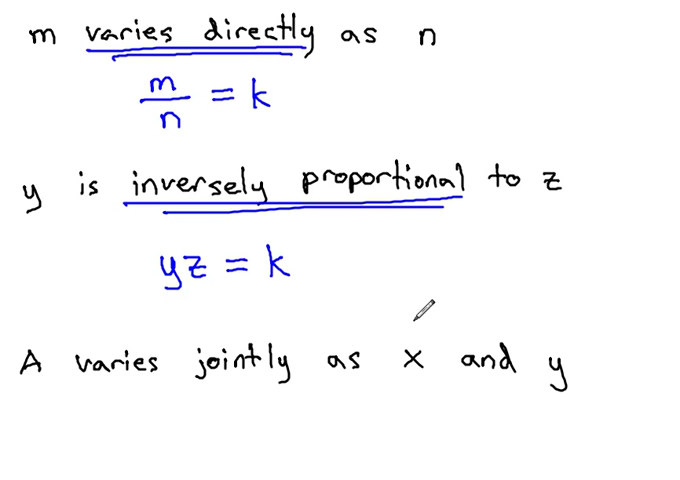 m varies directly as n
m/n = k
y is inversely proportional to z
yz = k
A varies jointly as x and y